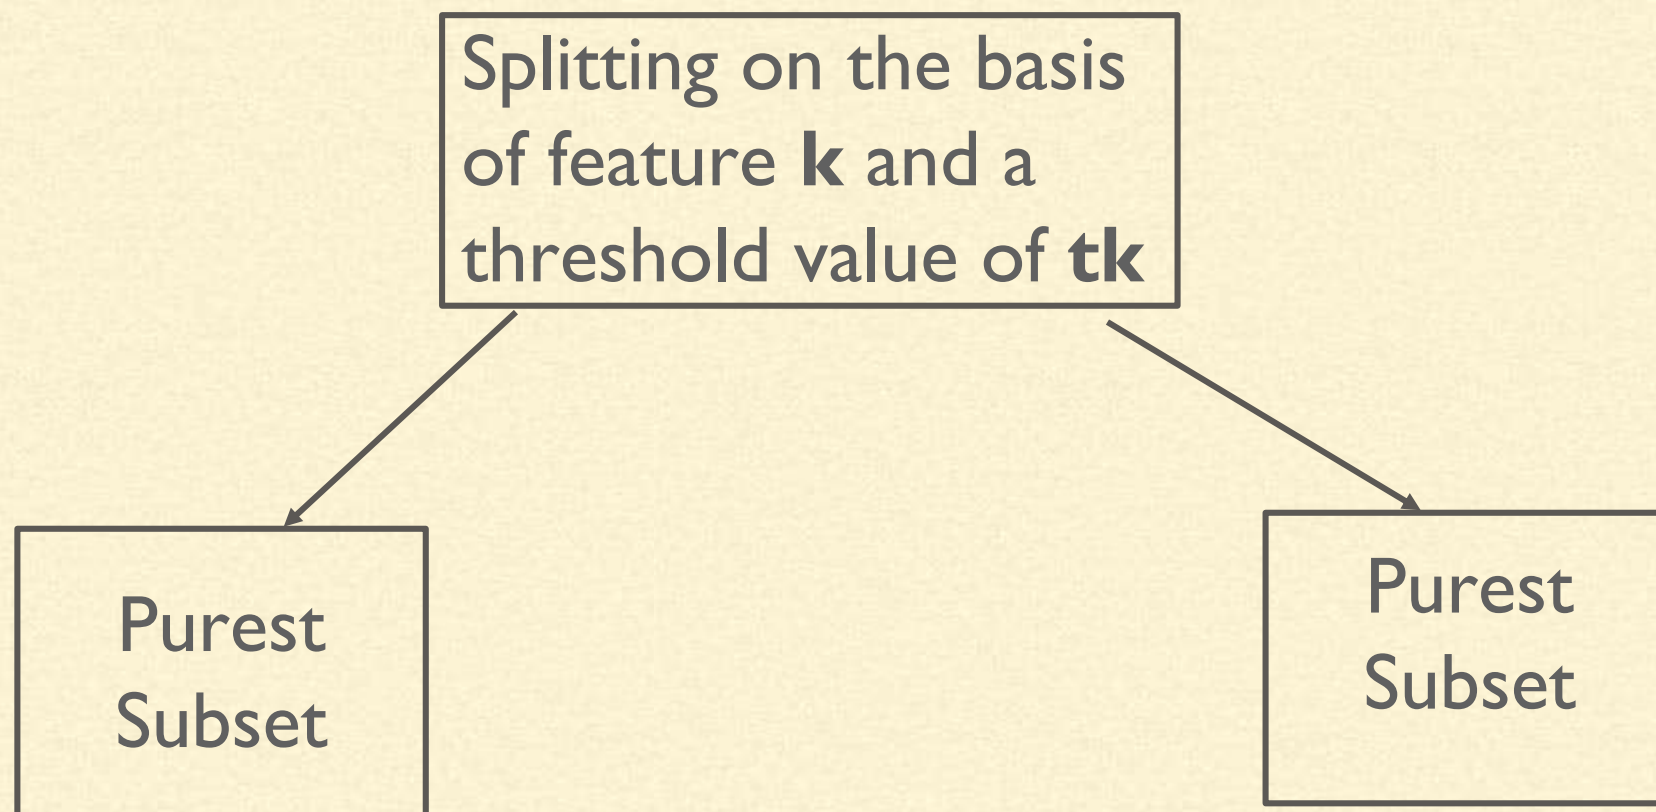 Splitting on the basis
of feature k and a
threshold value of tk
Purest
Subset
Purest
Subset